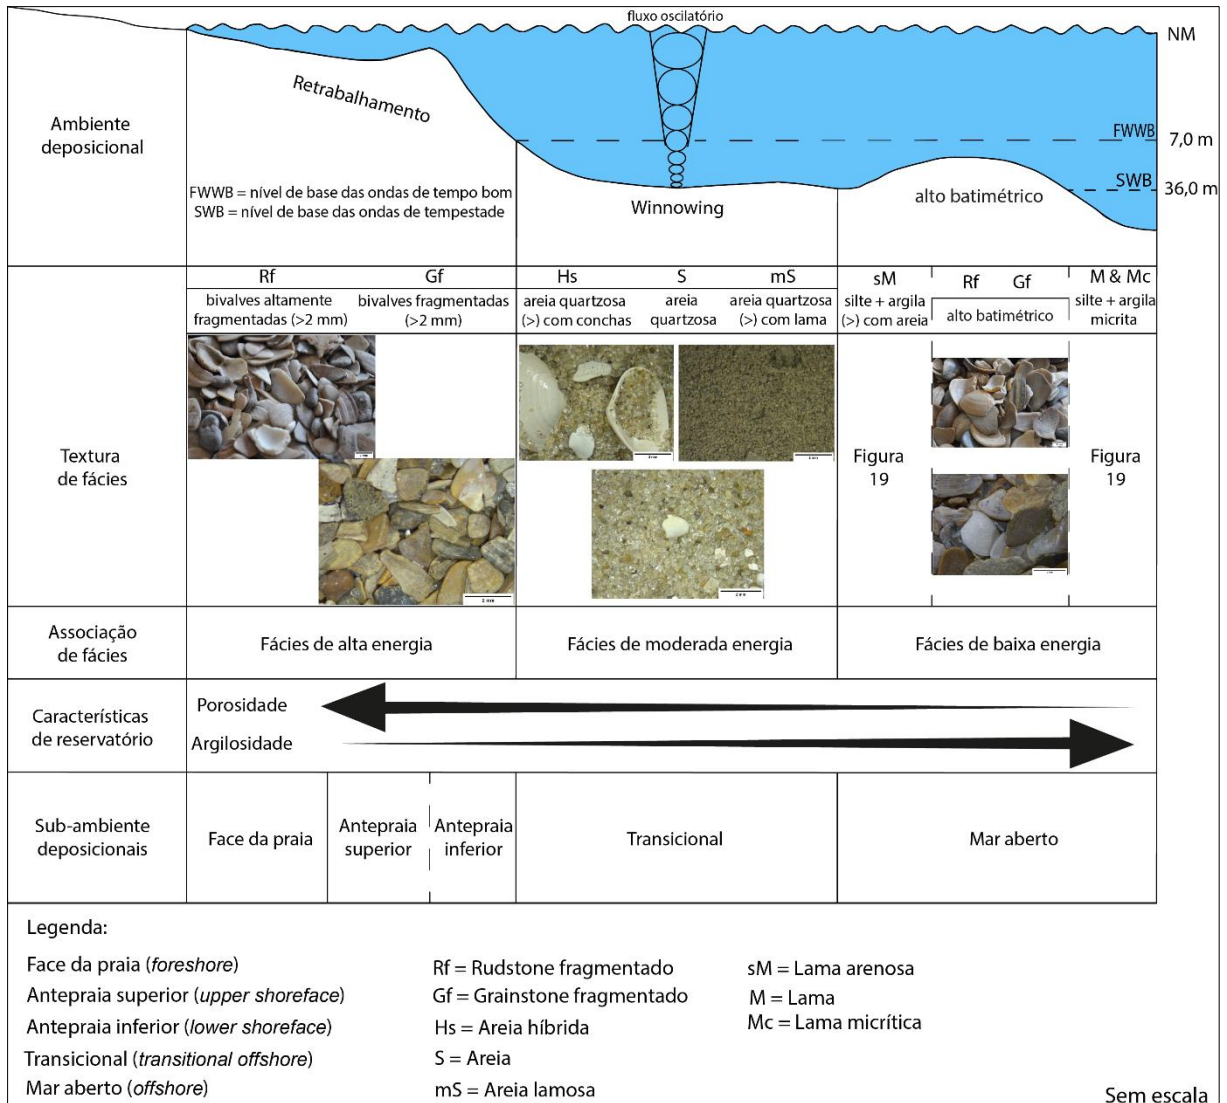 fluxo oscilatório
NM
Retrabalhamento
Ambiente
deposicional
FWWB
7,0 m
FWWB = nível de base das ondas de tempo bom
SWB = nível de base das ondas de tempestade
Winnowing
alto batimétrico
SWB
36,0 m
Rf
Gf
Hs
S
mS
sM
Rf
Gf
M & Mc
bivalves altamente
fragmentadas (>2 mm)
bivalves fragmentadas
(>2 mm)
areia quartzosa
(>) com conchas
areia
quartzosa
areia quartzosa
(>) com lama
silte + argila
(>) com areia
alto batimétrico
silte + argila
micrita
Textura
de fácies
Figura
19
Figura
19
2 mm
Associação
de fácies
Fácies de alta energia
Fácies de moderada energia
Fácies de baixa energia
Características
de reservatório
Porosidade
Argilosidade
Sub-ambiente
deposicionais
Face da praia
Antepraia
superior
Antepraia
inferior
Transicional
Mar aberto
Legenda:
Face da praia (foreshore)
Antepraia superior (upper shoreface)
Antepraia inferior (lower shoreface)
Transicional (transitional offshore)
Mar aberto (offshore)
Rf = Rudstone fragmentado
Gf = Grainstone fragmentado
Hs = Areia híbrida
S = Areia
mS = Areia lamosa
sM = Lama arenosa
M = Lama
Mc = Lama micrítica
Sem escala